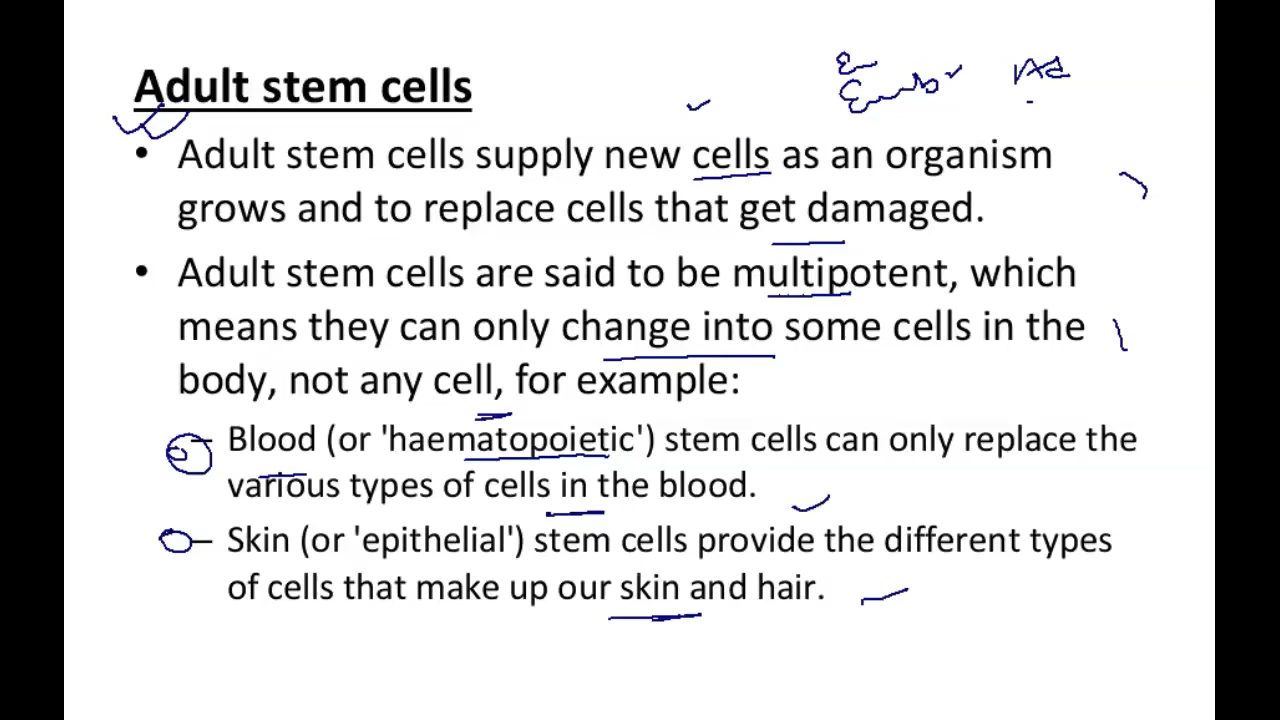 Adult stem cells
• Adult stem cells supply new cells as an organism
grows and to replace cells that get damaged.
• Adult stem cells are said to be multipotent, which
means they can only change into some cells in the
body, not any cell, for example:
– Blood (or 'haematopoietic') stem cells can only replace the
various types of cells in the blood.
– Skin (or 'epithelial') stem cells provide the different types
of cells that make up our skin and hair.